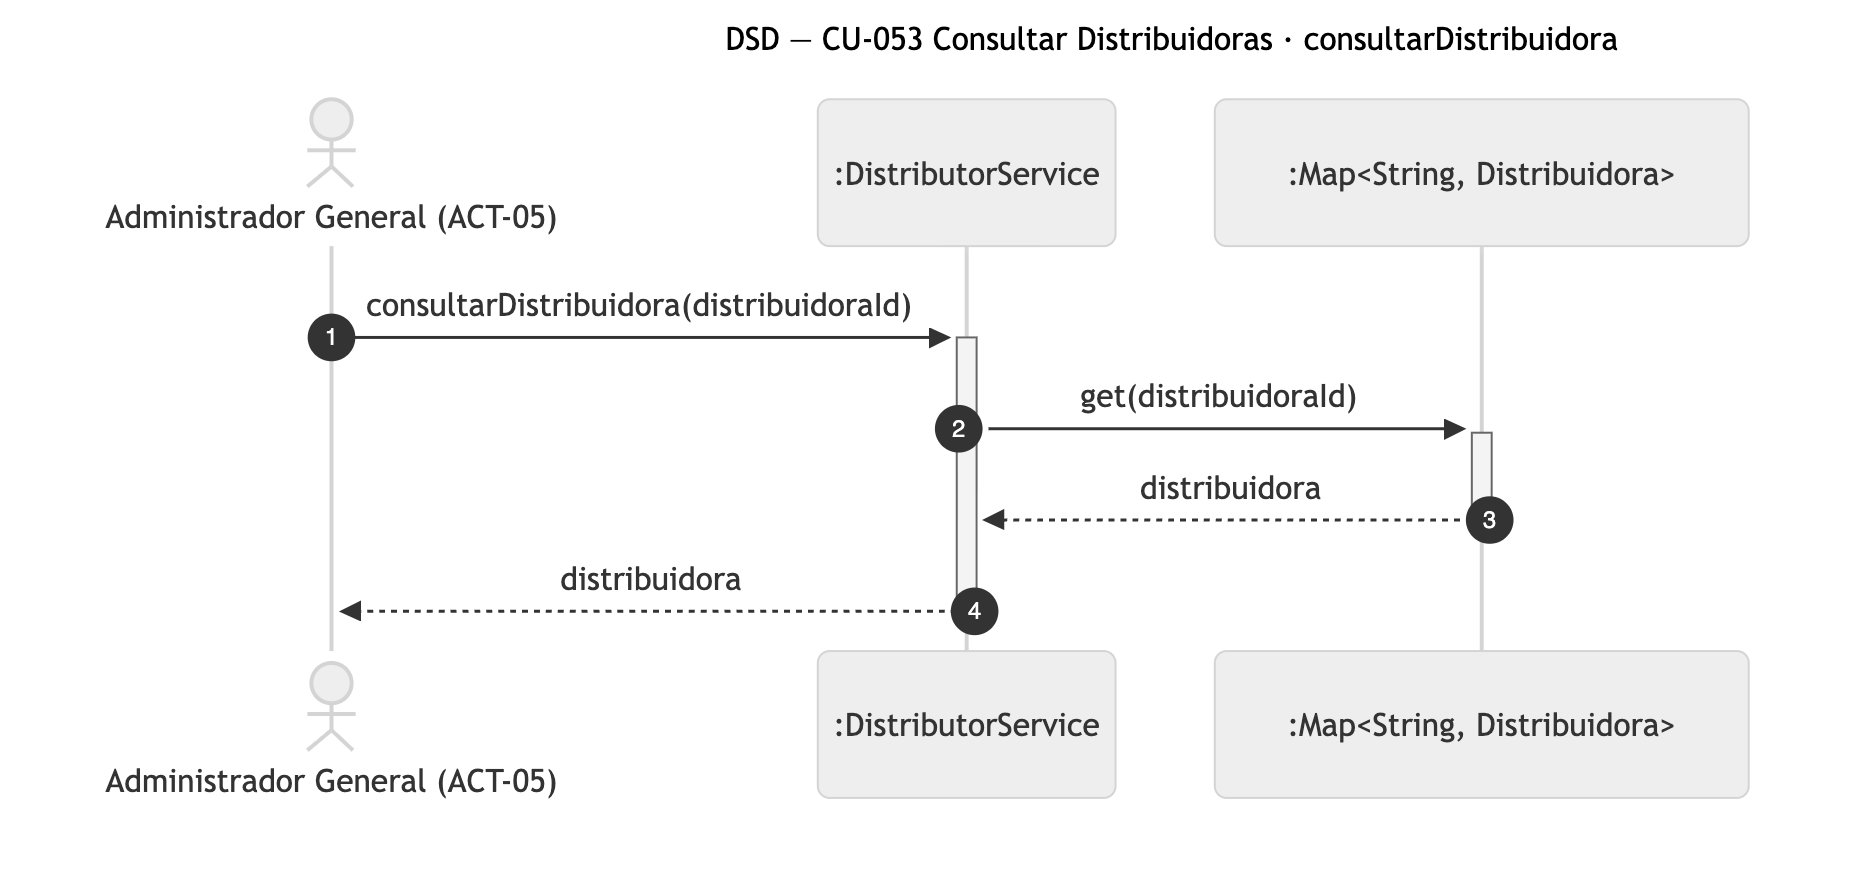 DSD — CU-053 Consultar Distribuidoras · consultarDistribuidora
Administrador General (ACT-05)
:DistributorService
:Map<String, Distribuidora>
consultarDistribuidora(distribuidoraId)
1
get(distribuidoraId)
2
distribuidora
3
distribuidora
4
Administrador General (ACT-05)
:DistributorService
:Map<String, Distribuidora>